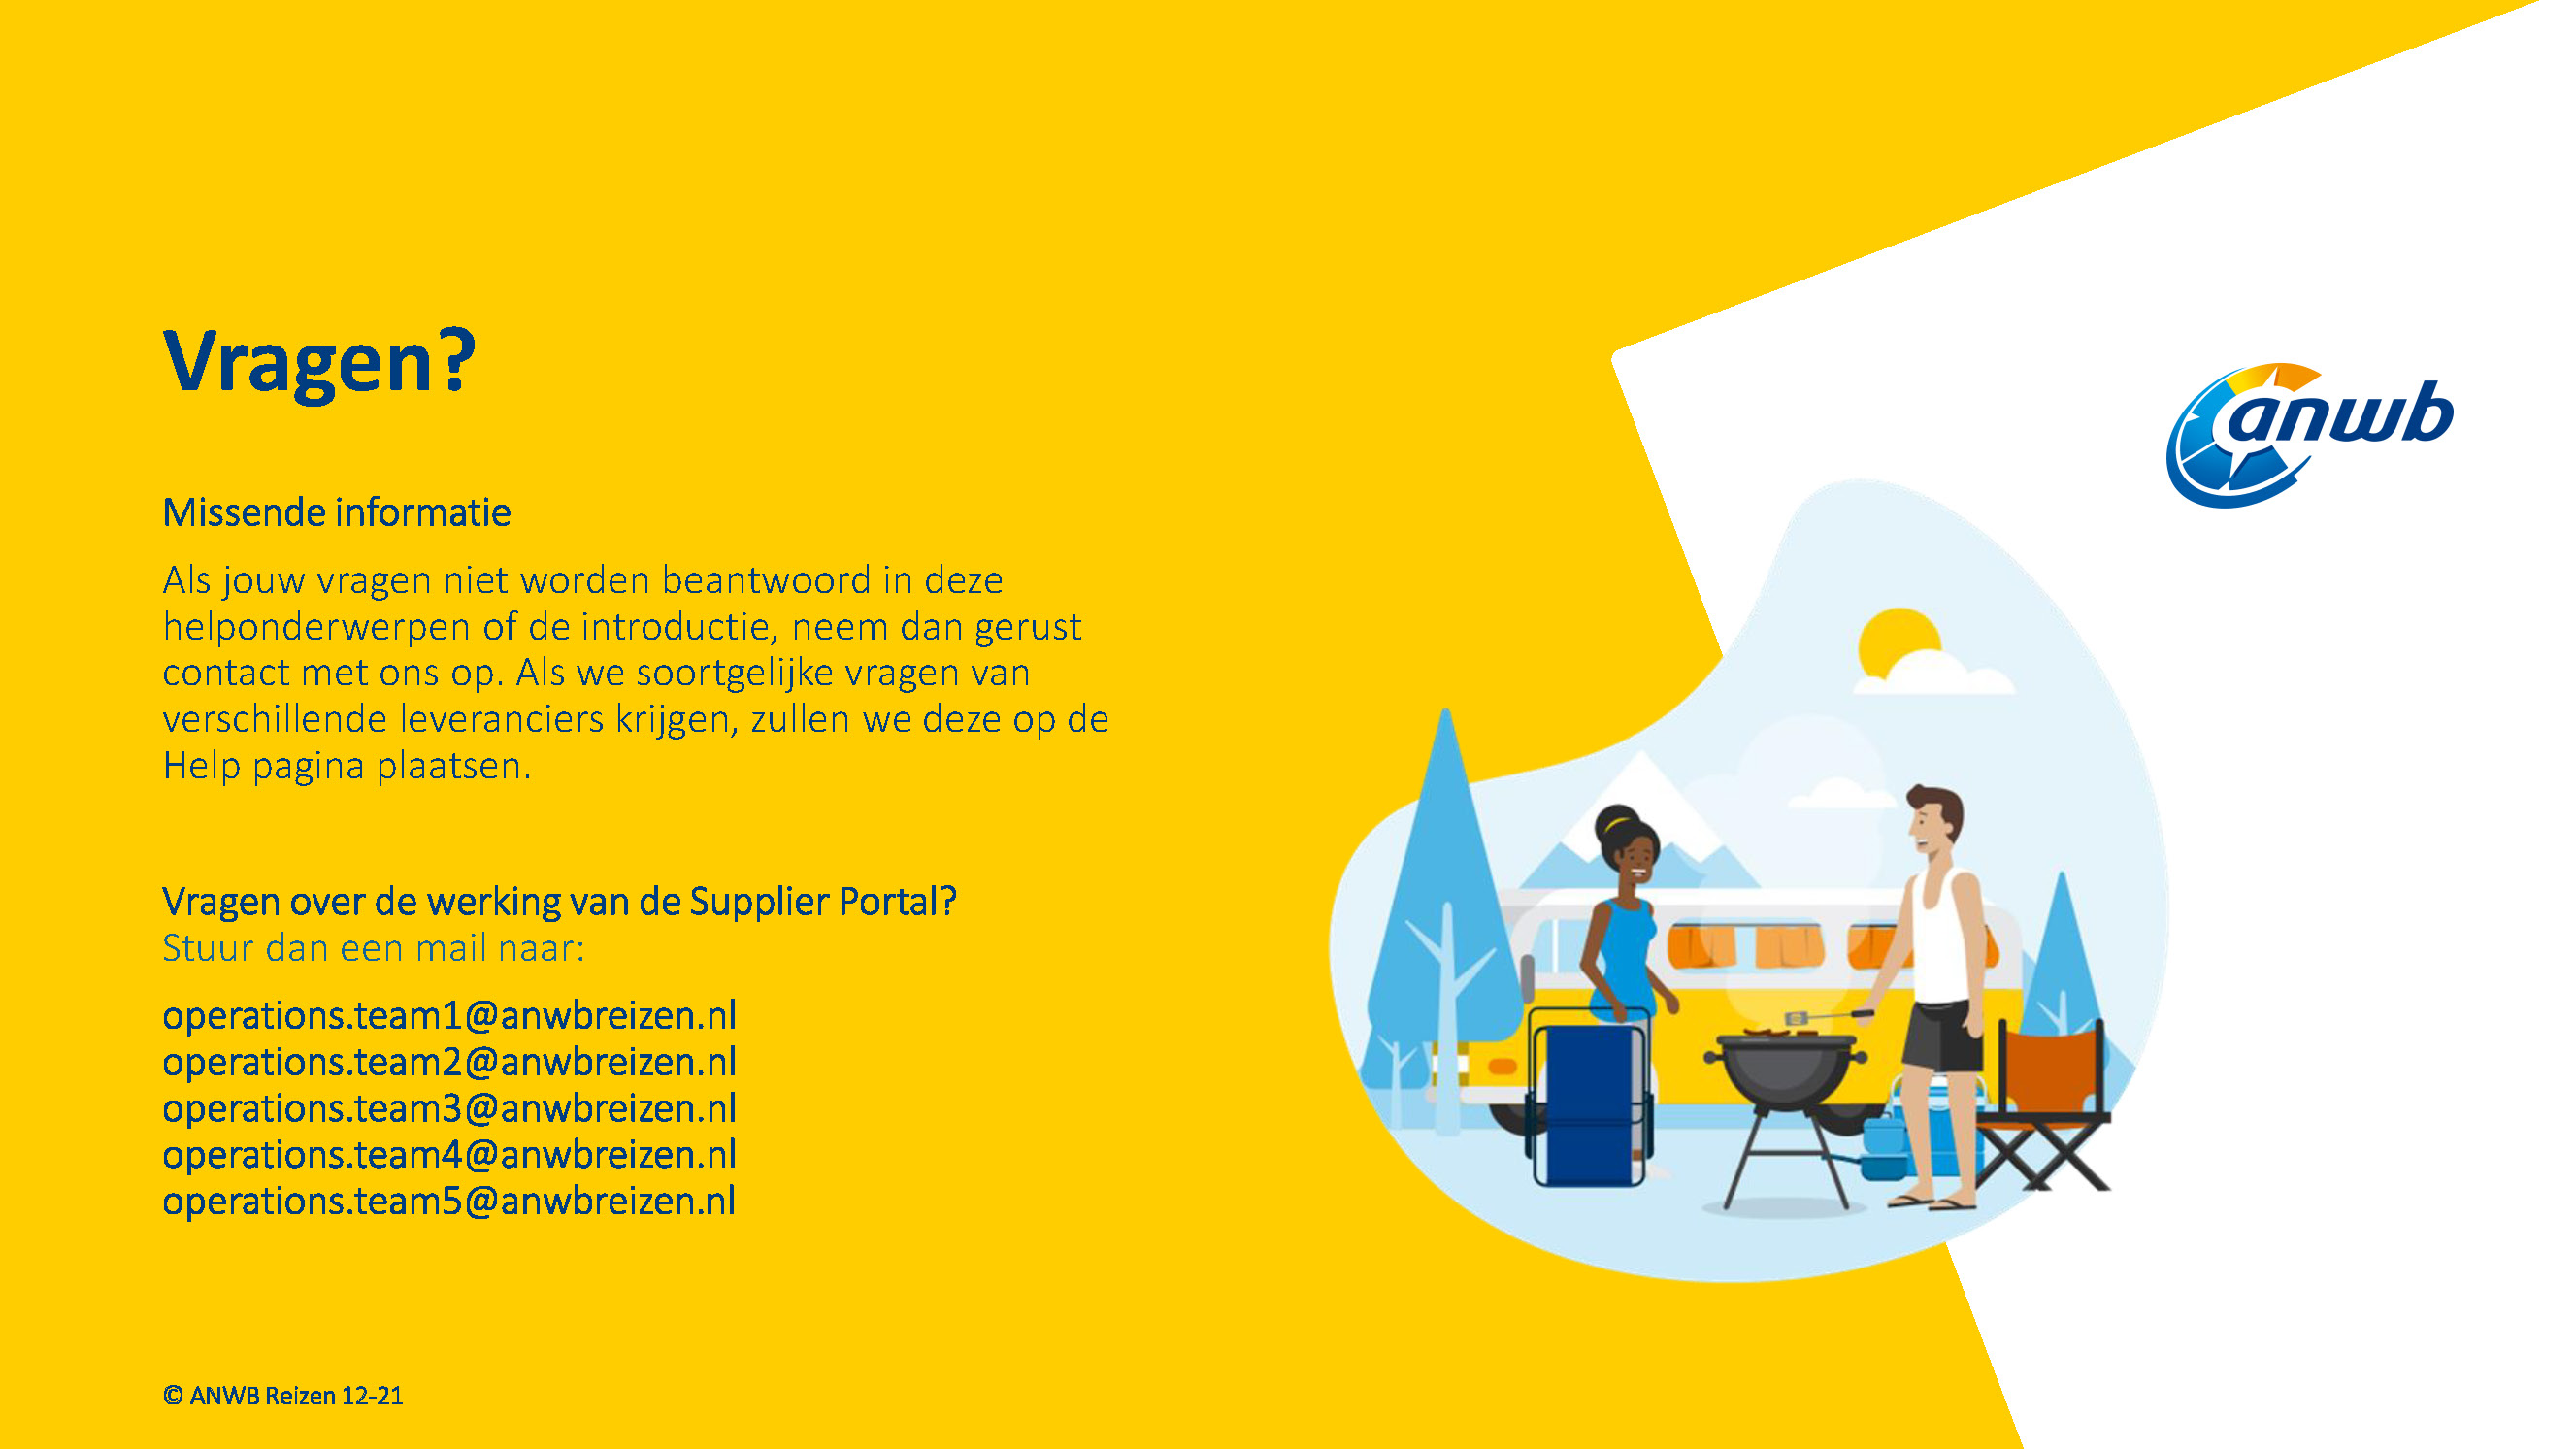 Vragen?
anwb
Missende informatie
Als jouw vragen niet worden beantwoord in deze
helponderwerpen of de introductie, neem dan gerust
contact met ons op. Als we soortgelijke vragen van
verschillende leveranciers krijgen, zullen we deze op de
Help pagina plaatsen.
Vragen over de werking van de Supplier Portal?
Stuur dan een mail naar:
operations.team1@anwbreizen.nl
operations.team2@anwbreizen.nl
operations.team3@anwbreizen.nl
operations.team4@anwbreizen.nl
operations.team5@anwbreizen.nl
© ANWB Reizen 12-21